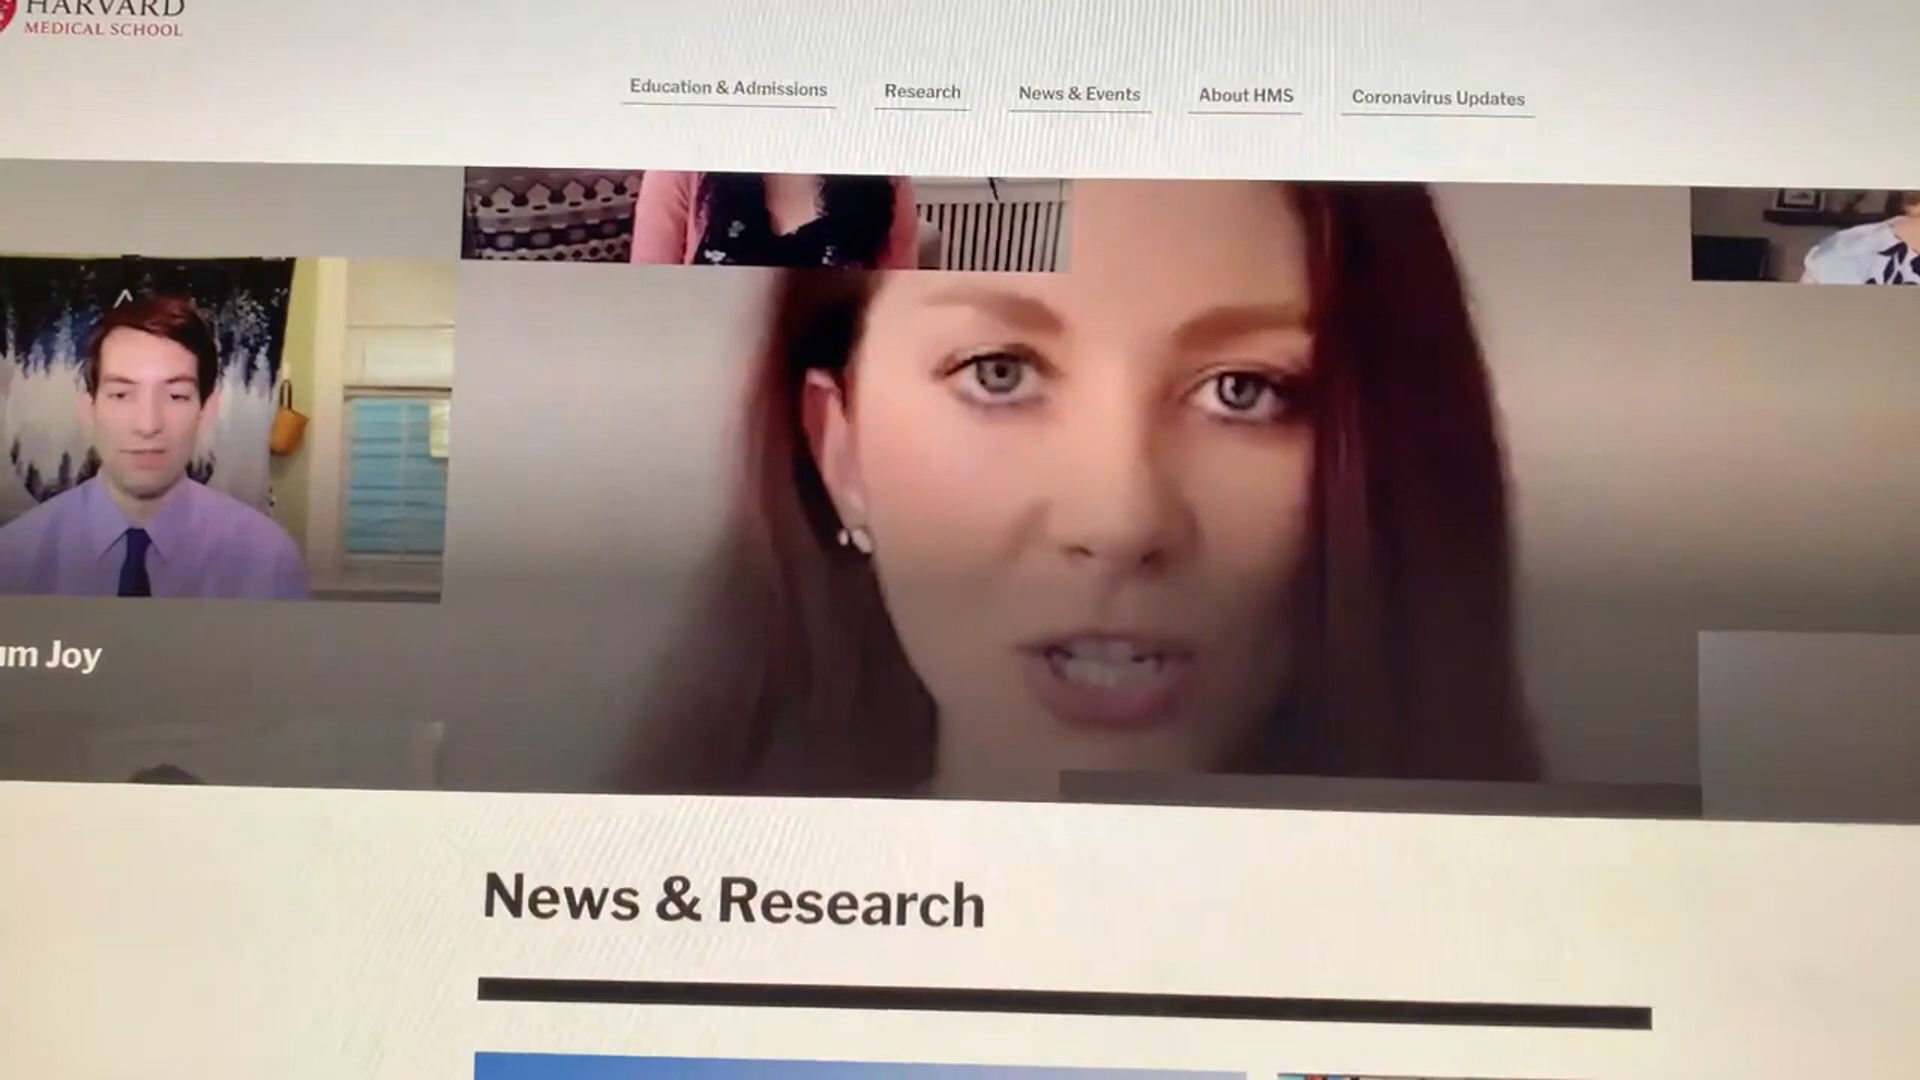 HARVARD
MEDICAL SCHOOL
Education & Admissions
Research
News & Events
About HMS
Coronavirus Updates
Joy
News & Research